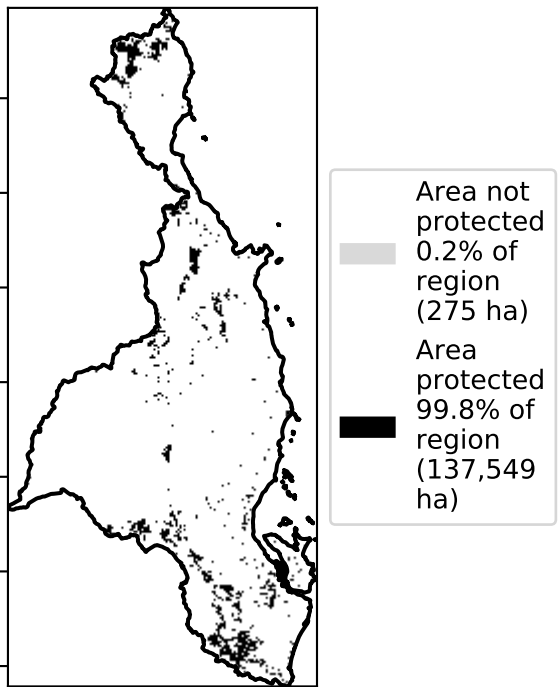 Area not
protected
0.2% of
region
(275 ha)
Area
protected
99.8% of
region
(137,549
ha)